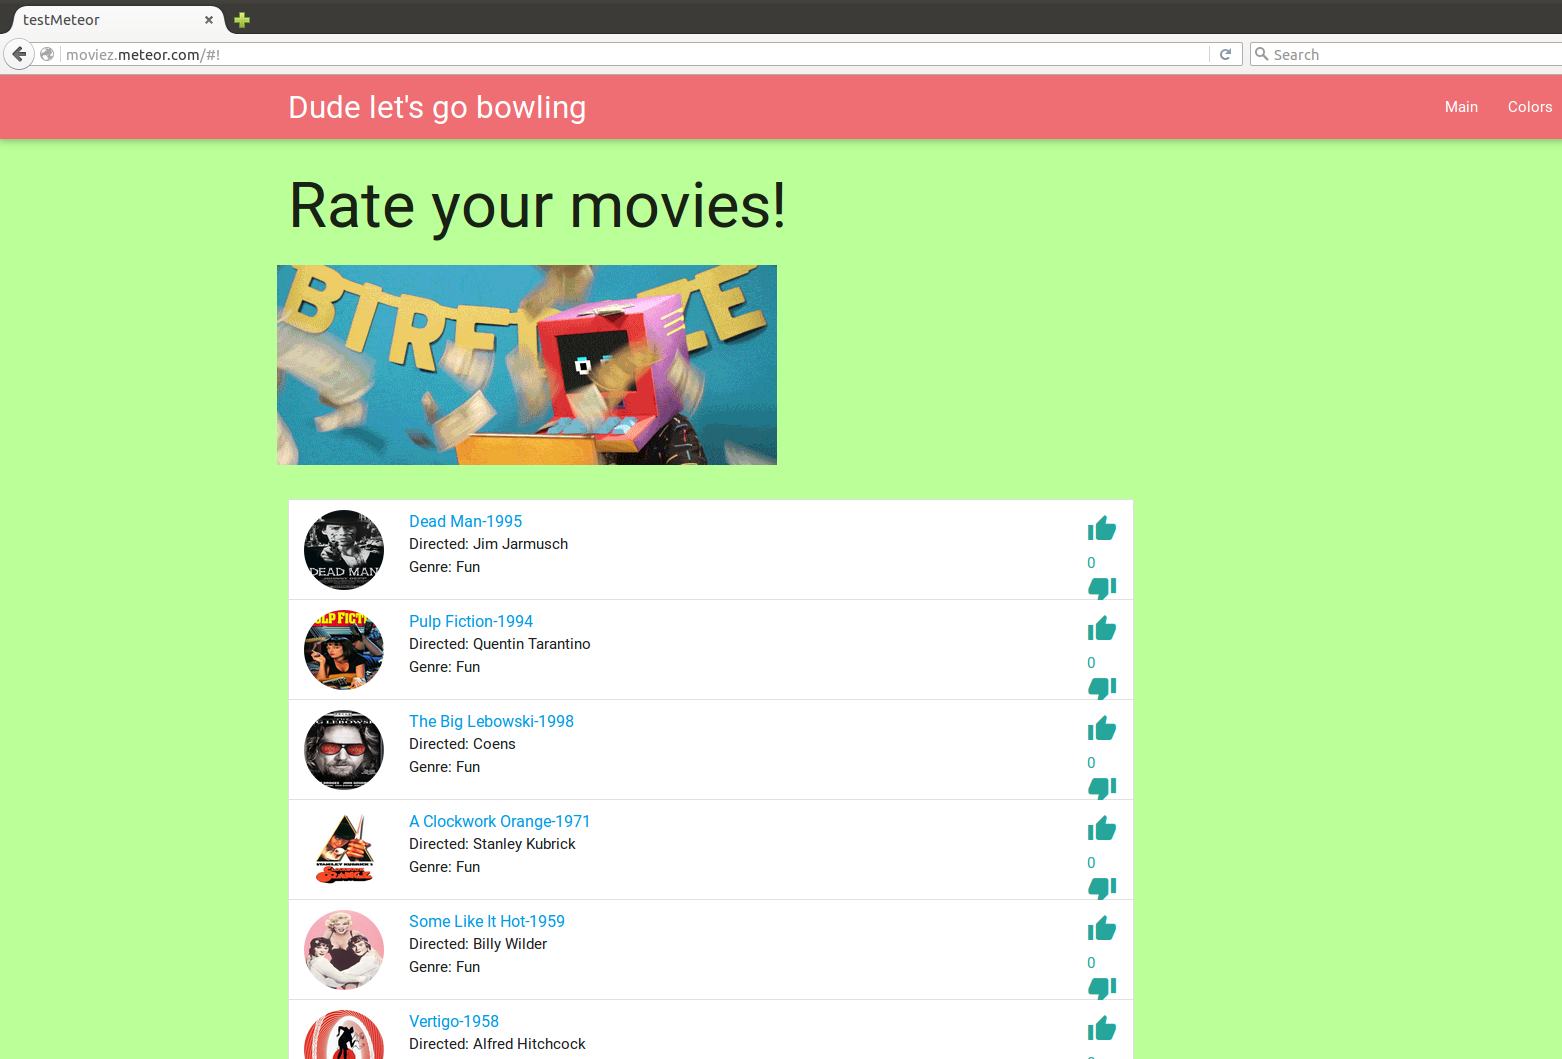 testMeteor
moviez.meteor.com/#!
Search
Dude let's go bowling
Main
Colors
Rate your movies!
DEAD MAN
Dead Man-1995
Directed: Jim Jarmusch
Genre: Fun
0
Pulp Fiction-1994
Directed: Quentin Tarantino
Genre: Fun
0
The Big Lebowski-1998
Directed: Coens
Genre: Fun
0
STANLEY KUBRICK'S
A Clockwork Orange-1971
Directed: Stanley Kubrick
Genre: Fun
0
Some Like It Hot-1959
Directed: Billy Wilder
Genre: Fun
0
Vertigo-1958
Directed: Alfred Hitchcock